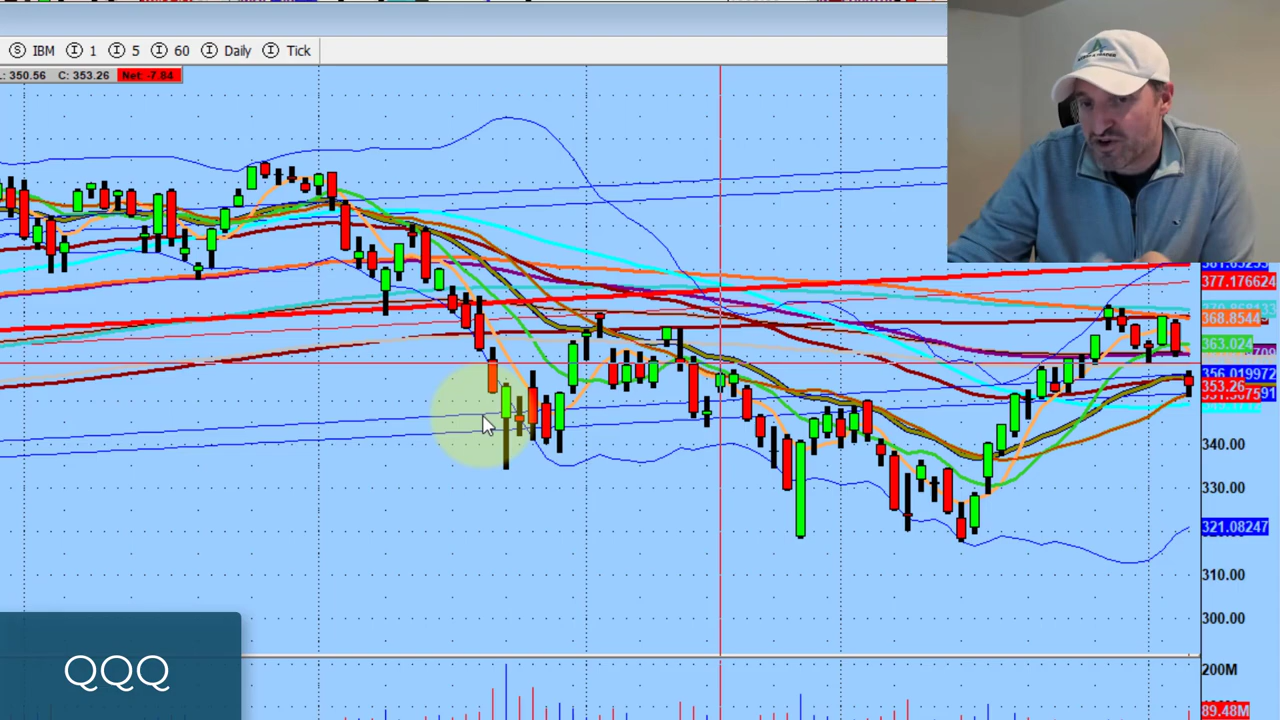 IBM 1 5 60 Daily Tick
L: 350.56 C: 353.26 Net: -7.84
377.176624
368.8544
363.024
356.019972
353.26
340.00
330.00
321.08247
310.00
300.00
QQQ
200M
89.48M